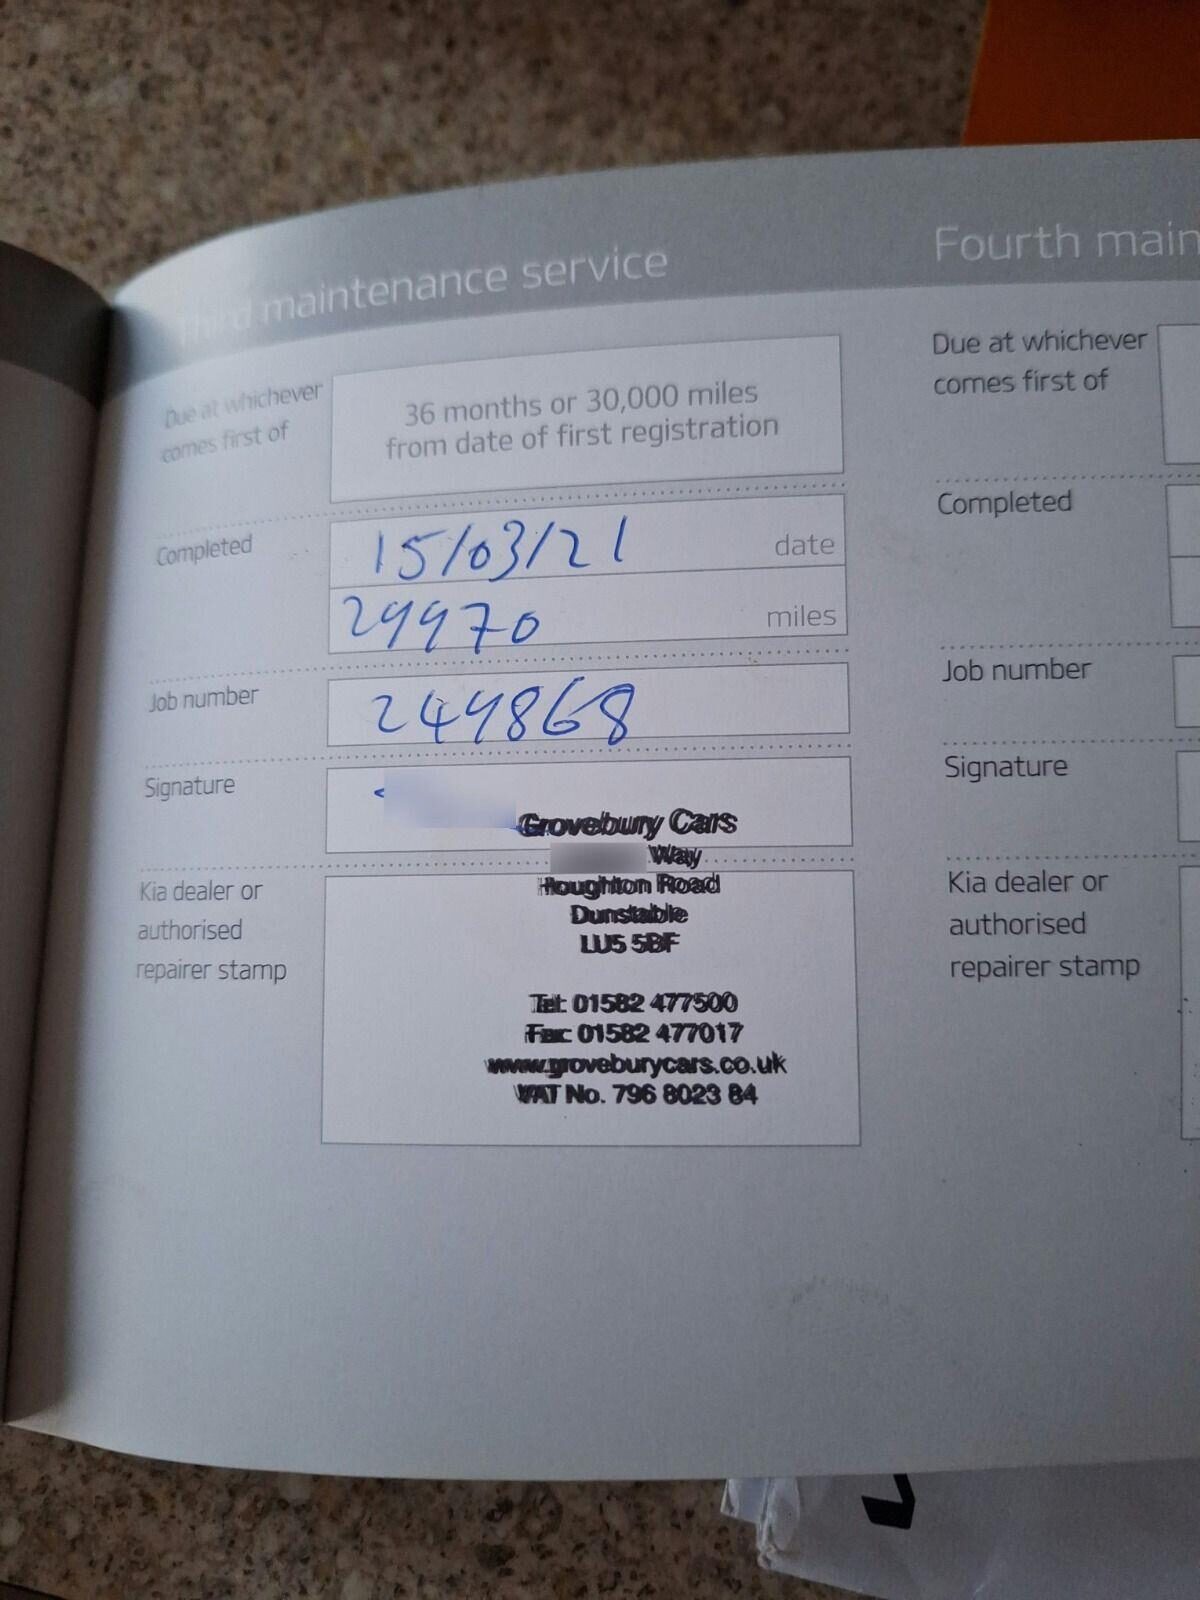 Third maintenance service
Due at whichever
comes first of
36 months or 30,000 miles
from date of first registration
Completed
15/03/21
date
29970
miles
Job number
244868
Signature
Grovebury Cars
Way
Houghton Road
Dunstable
LU5 5BF
Kia dealer or
authorised
repairer stamp
Tel: 01582 477500
Fax: 01582 477017
www.groveburycars.co.uk
VAT No. 796 8023 84
Fourth main
Due at whichever
comes first of
Completed
Job number
Signature
Kia dealer or
authorised
repairer stamp